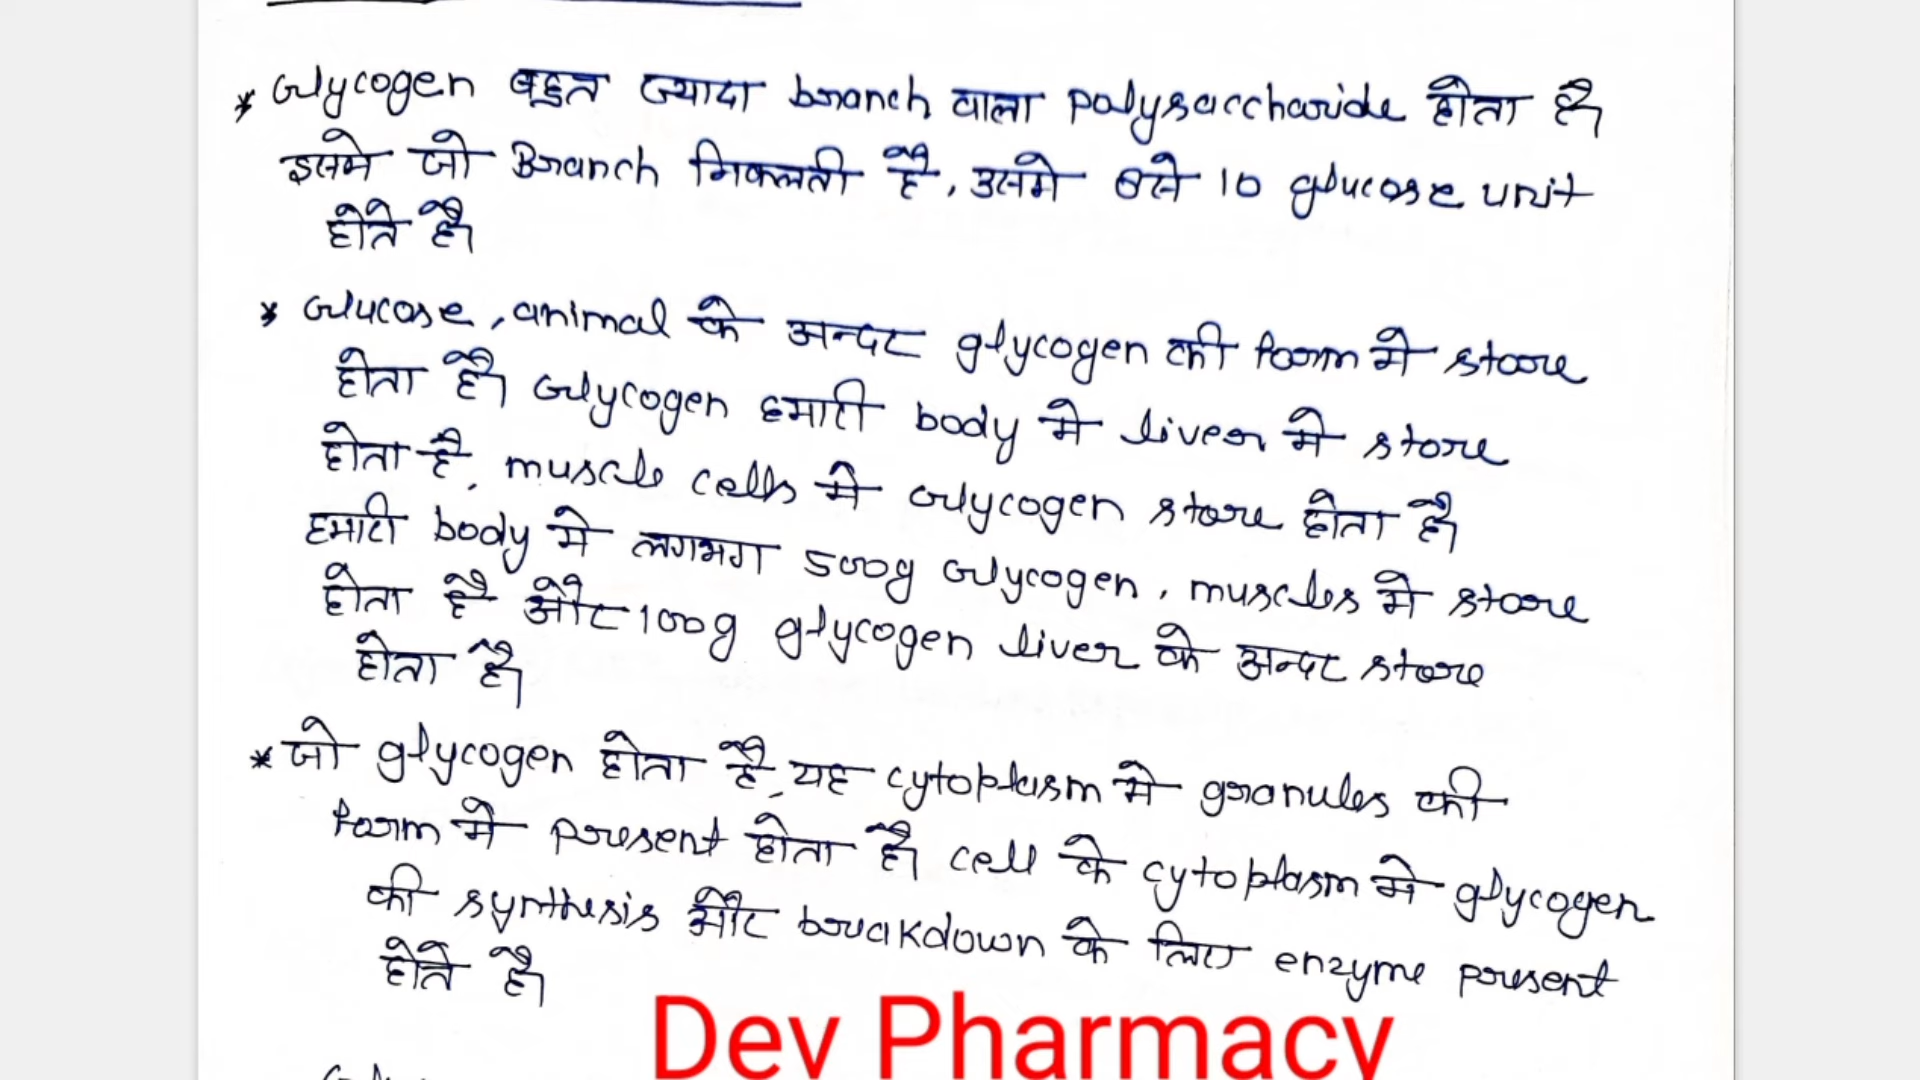 * Glycogen बहुत ज्यादा branch वाला polysaccharide होता है।
इसमे जो Branch निकलती है, उसमे 8 से 10 glucose unit
होते है।
* Glucose, animal के अन्दर glycogen की form मे store
होता है। Glycogen हमारी body मे liver मे store
होता है, muscle cells मे Glycogen store होता है।
हमारी body मे लगभग 500g Glycogen, muscles मे store
होता है और 100g glycogen liver के अन्दर store
होता है।
* जो glycogen होता है, यह cytoplasm मे granules की
form मे present होता है। cell के cytoplasm मे glycogen
की synthesis और breakdown के लिए enzyme present
होते है।
Dev Pharmacy